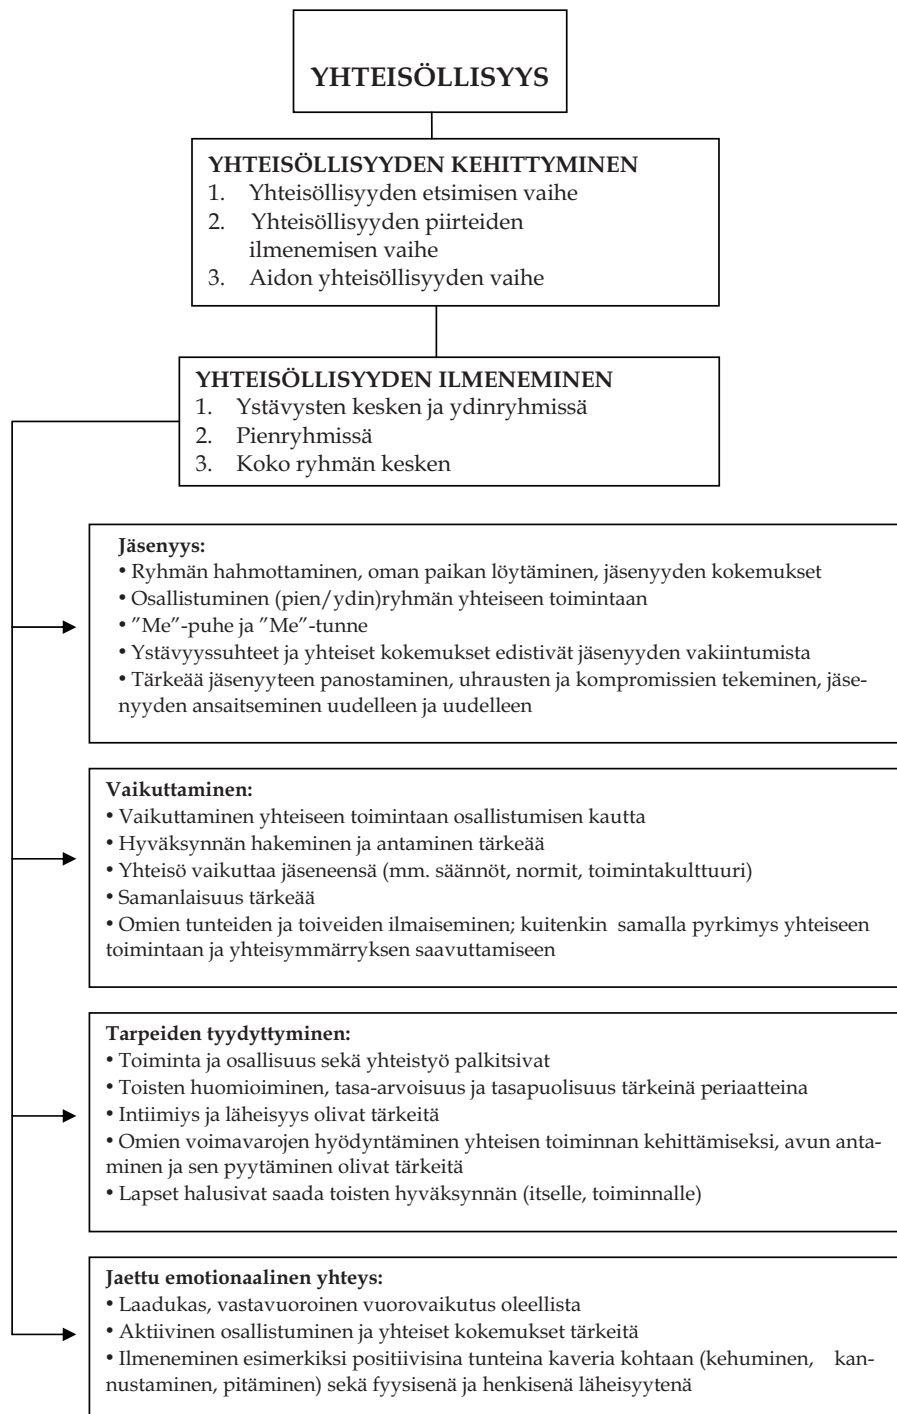 YHTEISÖLLISYYS
YHTEISÖLLISYYDEN KEHITTYMINEN
1. Yhteisöllisyyden etsimisen vaihe
2. Yhteisöllisyyden piirteiden
ilmenemisen vaihe
3. Aidon yhteisöllisyyden vaihe
YHTEISÖLLISYYDEN ILMENEMINEN
1. Ystävysten kesken ja ydinryhmissä
2. Pienryhmissä
3. Koko ryhmän kesken
Jäsenyys:
• Ryhmän hahmottaminen, oman paikan löytäminen, jäsenyyden kokemukset
• Osallistuminen (pien/ydin)ryhmän yhteiseen toimintaan
• ”Me”-puhe ja ”Me”-tunne
• Ystävyyssuhteet ja yhteiset kokemukset edistivät jäsenyyden vakiintumista
• Tärkeää jäsenyyteen panostaminen, uhrausten ja kompromissien tekeminen, jäse-
nyyden ansaitseminen uudelleen ja uudelleen
Vaikuttaminen:
• Vaikuttaminen yhteiseen toimintaan osallistumisen kautta
• Hyväksynnän hakeminen ja antaminen tärkeää
• Yhteisö vaikuttaa jäseneensä (mm. säännöt, normit, toimintakulttuuri)
• Samanlaisuus tärkeää
• Omien tunteiden ja toiveiden ilmaiseminen; kuitenkin samalla pyrkimys yhteiseen
toimintaan ja yhteisymmärryksen saavuttamiseen
Tarpeiden tyydyttyminen:
• Toiminta ja osallisuus sekä yhteistyö palkitsivat
• Toisten huomioiminen, tasa-arvoisuus ja tasapuolisuus tärkeinä periaatteina
• Intiimiys ja läheisyys olivat tärkeitä
• Omien voimavarojen hyödyntäminen yhteisen toiminnan kehittämiseksi, avun anta-
minen ja sen pyytäminen olivat tärkeitä
• Lapset halusivat saada toisten hyväksynnän (itselle, toiminnalle)
Jaettu emotionaalinen yhteys:
• Laadukas, vastavuoroinen vuorovaikutus oleellista
• Aktiivinen osallistuminen ja yhteiset kokemukset tärkeitä
• Ilmeneminen esimerkiksi positiivisina tunteina kaveria kohtaan (kehuminen, kan-
nustaminen, pitäminen) sekä fyysisenä ja henkisenä läheisyytenä